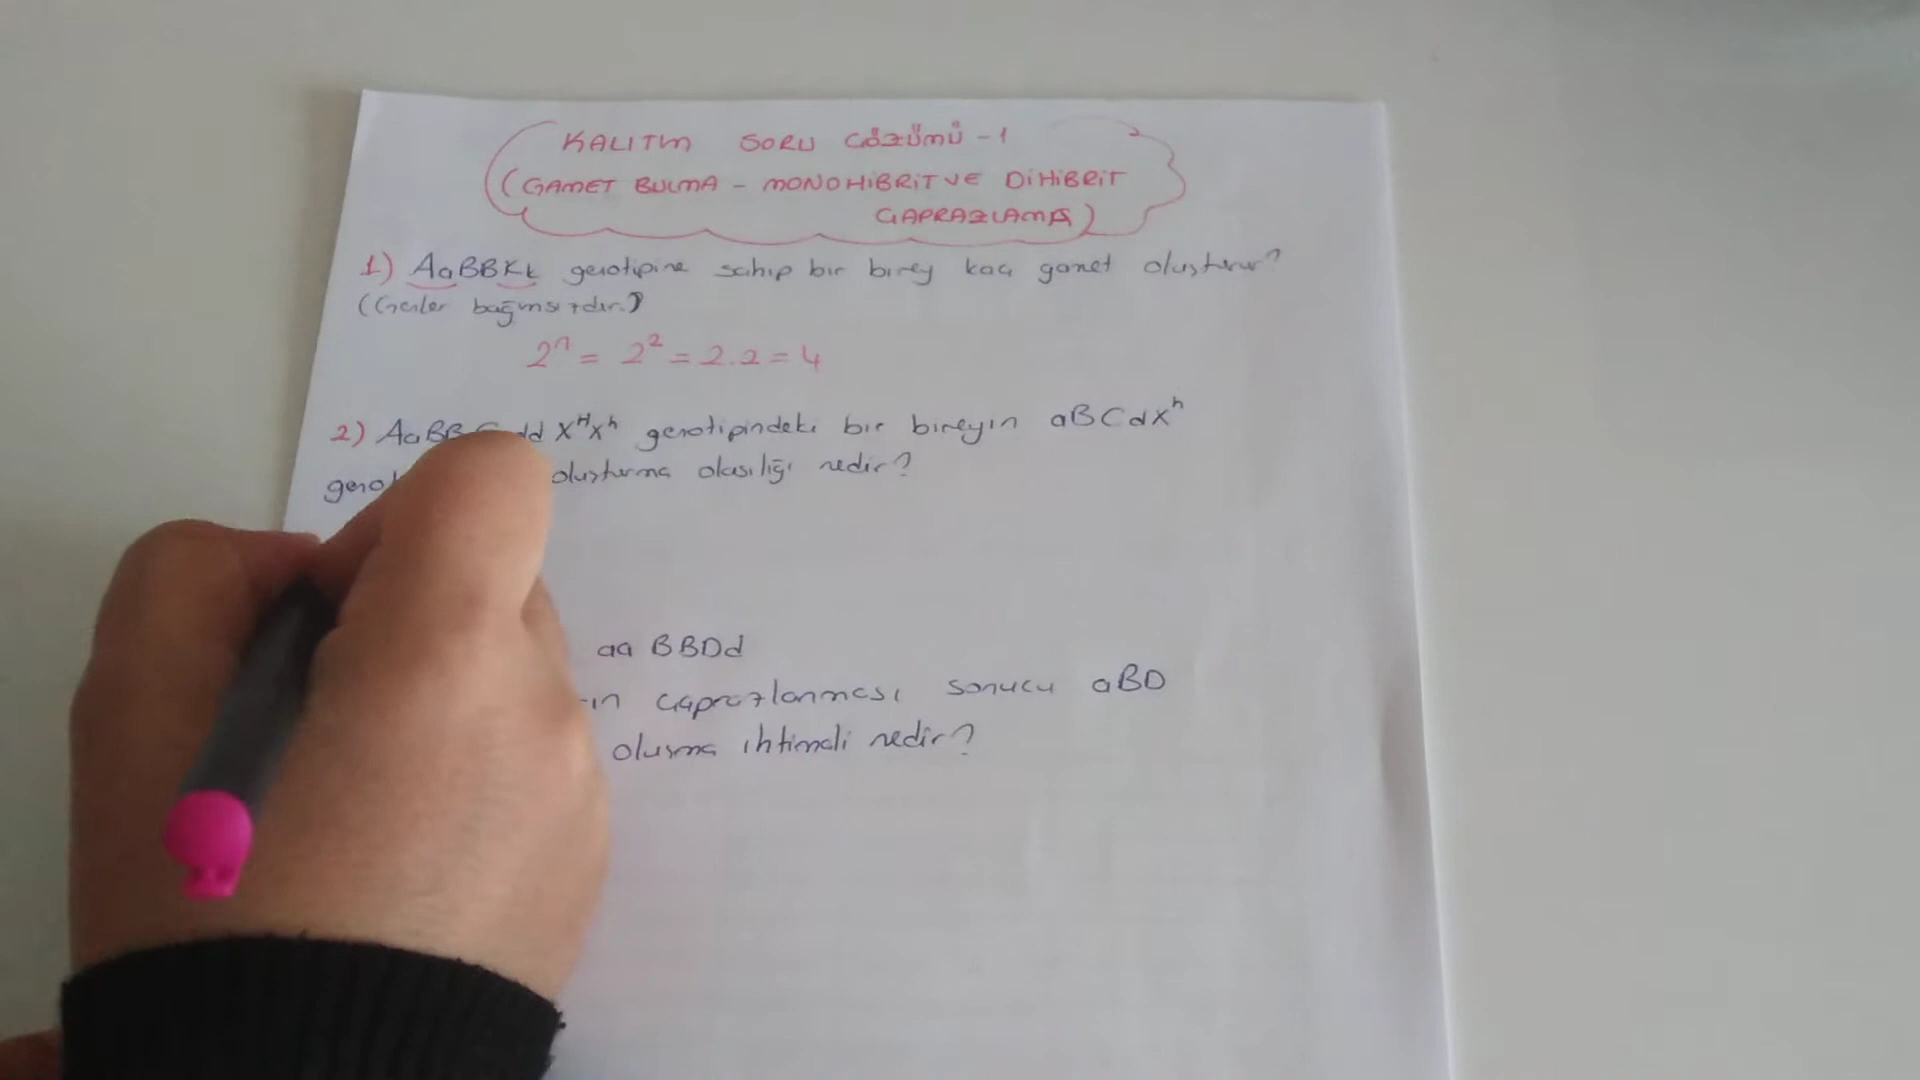 KALITIM SORU ÇÖZÜMÜ - 1
(GAMET BULMA - MONOHİBRİT VE DİHİBRİT
ÇAPRAZLAMA)
1) AaBBKk genotipine sahip bir birey kaç gamet oluşturur?
(Genler bağımsızdır.)
2ⁿ = 2² = 2.2 = 4
2) AaBB dd XᴴXʰ genotipindeki bir bireyin aBCdXʰ
oluşturma olasılığı nedir?
aa BBDd
çaprazlanması sonucu aBD
oluşma ihtimali nedir?